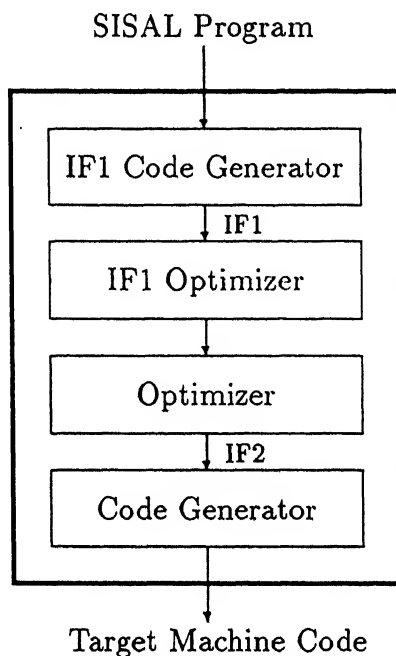 SISAL Program
IF1 Code Generator
IF1
IF1 Optimizer
Optimizer
IF2
Code Generator
Target Machine Code